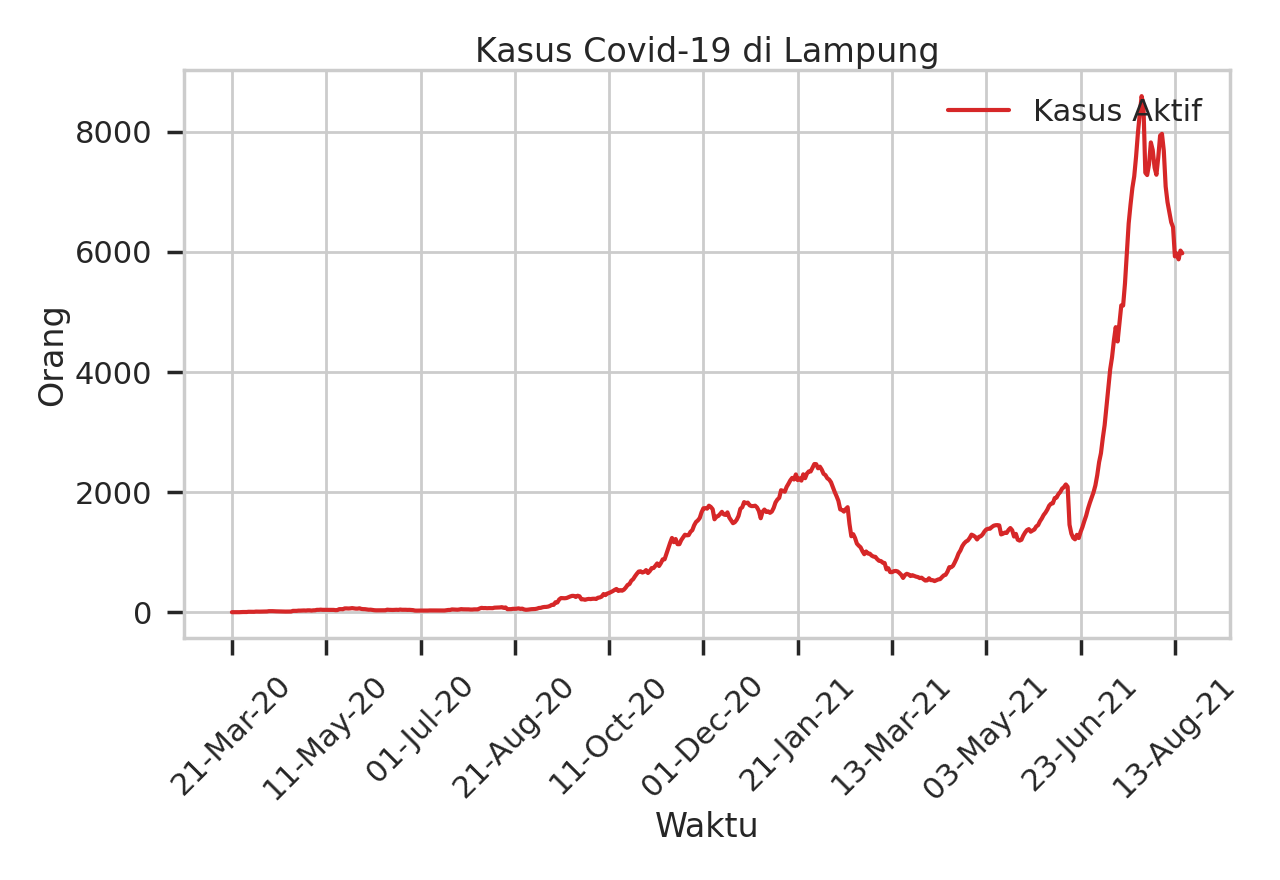 Kasus Covid-19 di Lampung
Kasus Aktif
8000
6000
4000
2000
0
Orang
21-Mar-20
11-May-20
01-Jul-20
21-Aug-20
11-Oct-20
01-Dec-20
21-Jan-21
13-Mar-21
03-May-21
23-Jun-21
13-Aug-21
Waktu